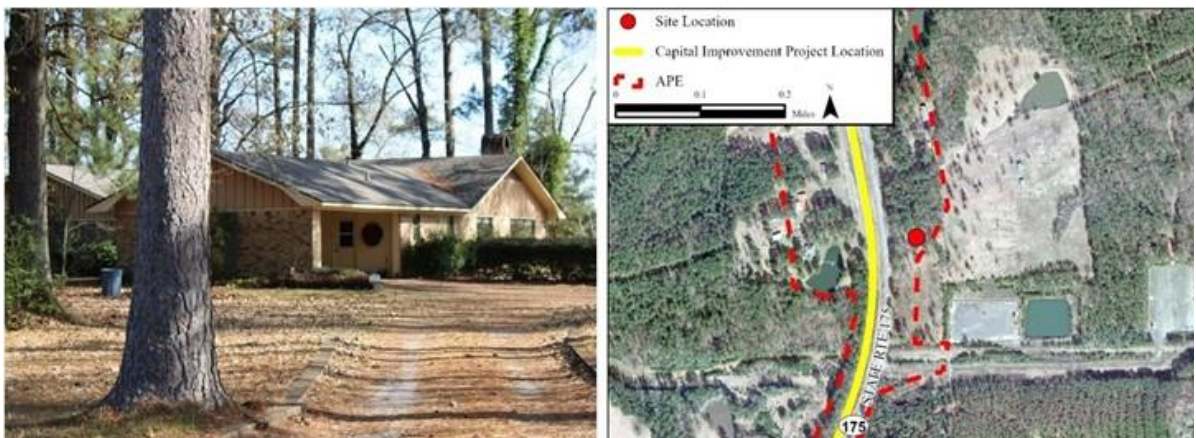 Site Location
Capital Improvement Project Location
APE
N
0 0.1 0.2
Miles
STATE RTE 175
175